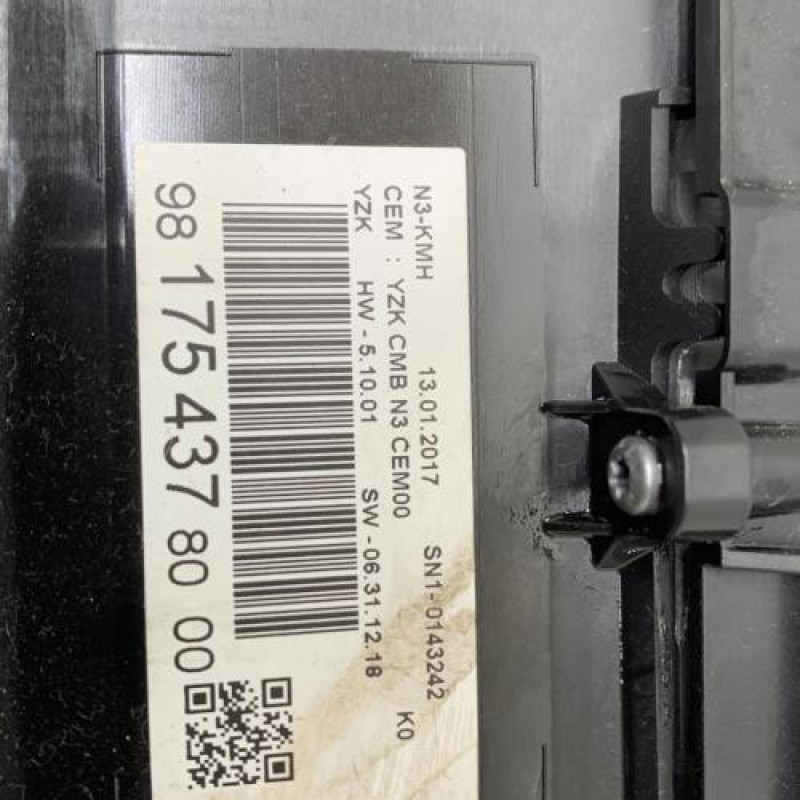 N3-KMH 13.01.2017 SN1-0143242
CEM : YZK CMB N3 CEM00 K0
YZK HW - 5.10.01 SW - 06.31.12.18
98 175 437 80 00